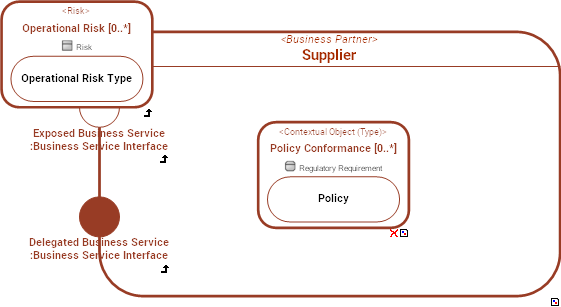 <Risk>
Operational Risk [0..*]
Risk
Operational Risk Type
<Business Partner>
Supplier
Exposed Business Service
:Business Service Interface
<Contextual Object (Type)>
Policy Conformance [0..*]
Regulatory Requirement
Policy
Delegated Business Service
:Business Service Interface